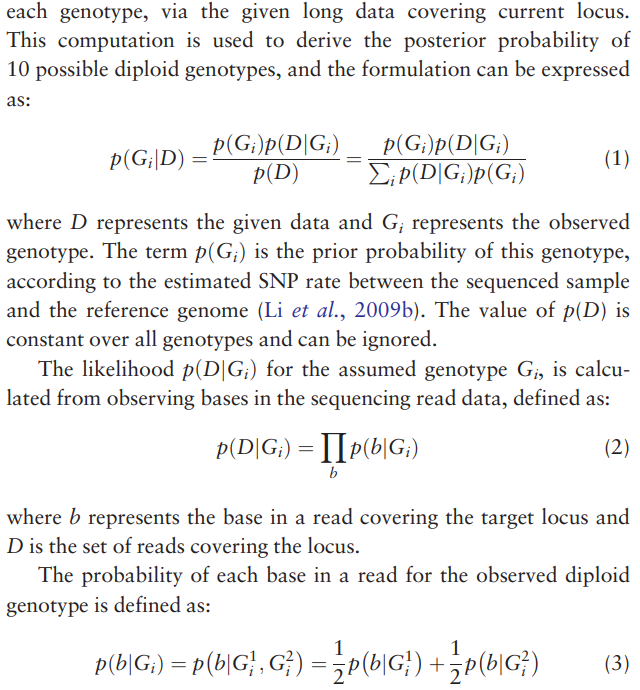 each genotype, via the given long data covering current locus.
This computation is used to derive the posterior probability of
10 possible diploid genotypes, and the formulation can be expressed
as:
p(G_i|D) = \frac{p(G_i)p(D|G_i)}{p(D)} = \frac{p(G_i)p(D|G_i)}{\sum_i p(D|G_i)p(G_i)} (1)
where D represents the given data and G_i represents the observed
genotype. The term p(G_i) is the prior probability of this genotype,
according to the estimated SNP rate between the sequenced sample
and the reference genome (Li et al., 2009b). The value of p(D) is
constant over all genotypes and can be ignored.
The likelihood p(D|G_i) for the assumed genotype G_i, is calcu-
lated from observing bases in the sequencing read data, defined as:
p(D|G_i) = \prod_b p(b|G_i) (2)
where b represents the base in a read covering the target locus and
D is the set of reads covering the locus.
The probability of each base in a read for the observed diploid
genotype is defined as:
p(b|G_i) = p(b|G_i^1, G_i^2) = \frac{1}{2}p(b|G_i^1) + \frac{1}{2}p(b|G_i^2) (3)